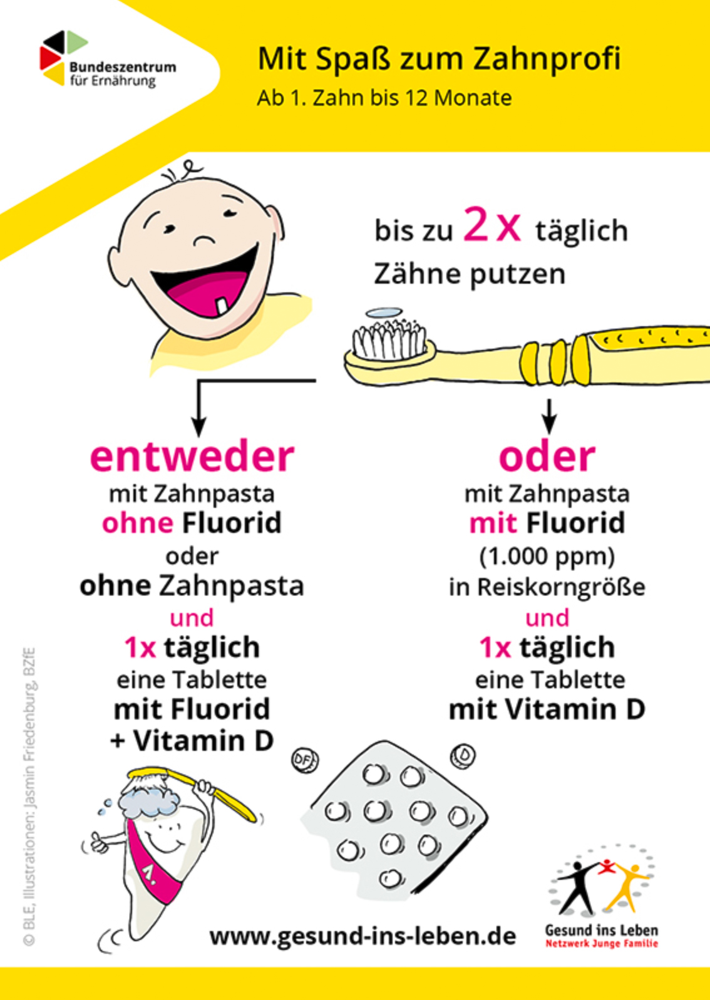 Bundeszentrum
für Ernährung
Mit Spaß zum Zahnprofi
Ab 1. Zahn bis 12 Monate
bis zu 2x täglich
Zähne putzen
entweder
mit Zahnpasta
ohne Fluorid
oder
ohne Zahnpasta
und
1x täglich
eine Tablette
mit Fluorid
+ Vitamin D
oder
mit Zahnpasta
mit Fluorid
(1.000 ppm)
in Reiskorngröße
und
1x täglich
eine Tablette
mit Vitamin D
DF
D
1.
www.gesund-ins-leben.de
Gesund ins Leben
Netzwerk Junge Familie
© BLE, Illustrationen: Jasmin Friedenburg, BZfE